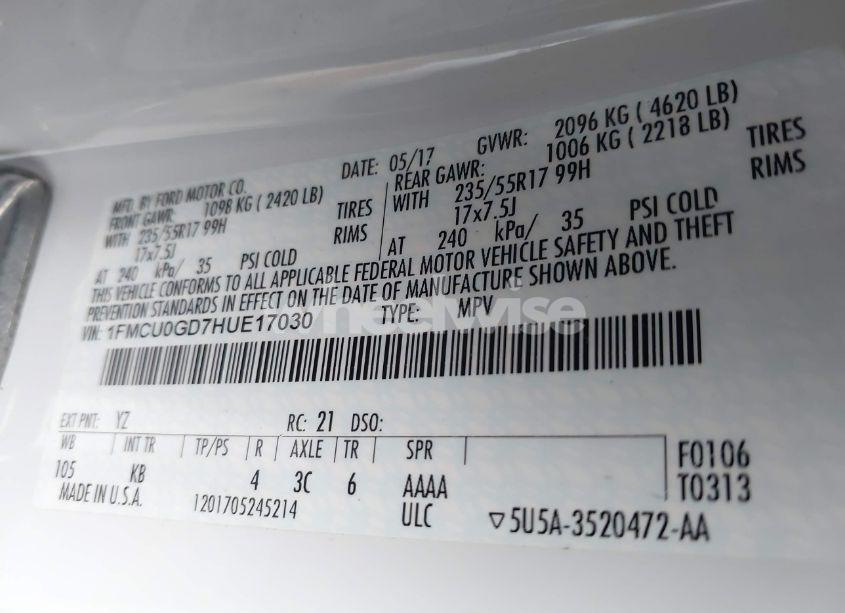 MFD. BY FORD MOTOR CO. DATE: 05/17 GVWR: 2096 KG ( 4620 LB)
FRONT GAWR: 1098 KG ( 2420 LB) REAR GAWR: 1006 KG ( 2218 LB)
WITH 235/55R17 99H TIRES WITH 235/55R17 99H TIRES
17x7.5J RIMS 17x7.5J RIMS
AT 240 kPa/ 35 PSI COLD AT 240 kPa/ 35 PSI COLD
THIS VEHICLE CONFORMS TO ALL APPLICABLE FEDERAL MOTOR VEHICLE SAFETY AND THEFT
PREVENTION STANDARDS IN EFFECT ON THE DATE OF MANUFACTURE SHOWN ABOVE.
VIN: 1FMCU0GD7HUE17030 TYPE: MPV
wheelwise
EXT PNT: YZ RC: 21 DSO:
WB INT TR TP/PS R AXLE TR SPR
105 KB 4 3C 6 AAAA
F0106
T0313
MADE IN U.S.A. 1201705245214 ULC ▽5U5A-3520472-AA